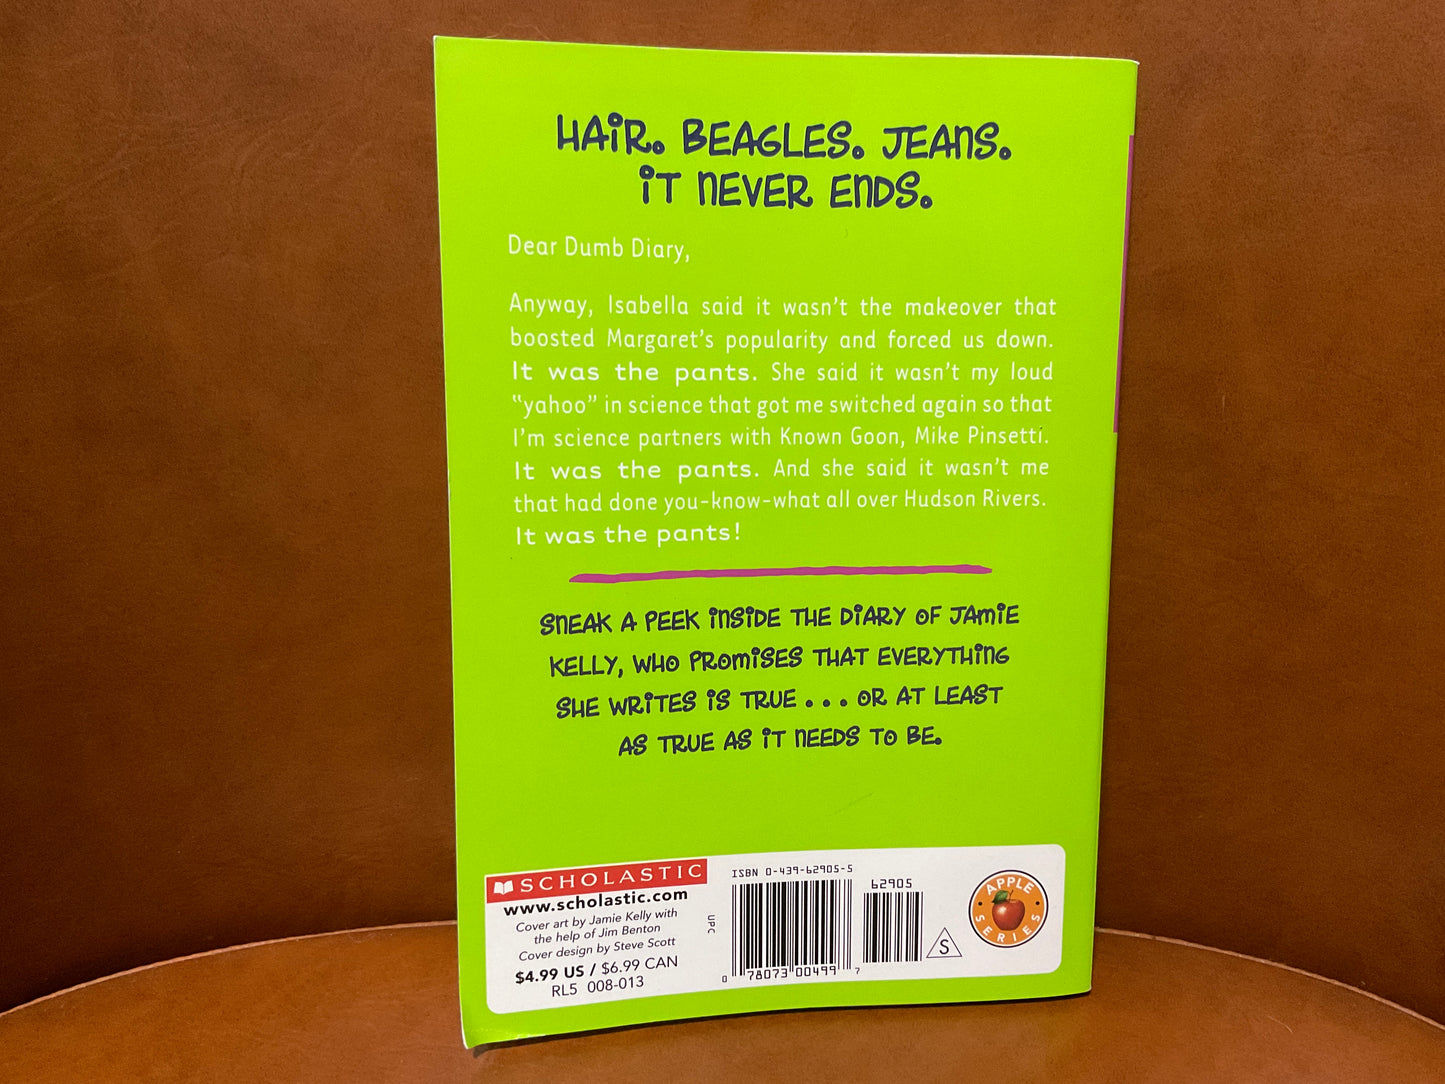 HAiR. BEAGLES. JEANS.
iT NEVER ENDS.
Dear Dumb Diary,
Anyway, Isabella said it wasn't the makeover that
boosted Margaret's popularity and forced us down.
It was the pants. She said it wasn't my loud
“yahoo” in science that got me switched again so that
I'm science partners with Known Goon, Mike Pinsetti.
It was the pants. And she said it wasn't me
that had done you-know-what all over Hudson Rivers.
It was the pants!
SNEAK A PEEK iNSiDE THE DiARY OF JAMiE
KELLY, WHO PROMiSES THAT EVERYTHiNG
SHE WRiTES iS TRUE . . . OR AT LEAST
AS TRUE AS iT NEEDS TO BE.
SCHOLASTIC
www.scholastic.com
Cover art by Jamie Kelly with
the help of Jim Benton
Cover design by Steve Scott
$4.99 US / $6.99 CAN
RL5 008-013
ISBN 0-439-62905-5
UPC
0 78073 00499 7
62905
S
APPLE
SERIES